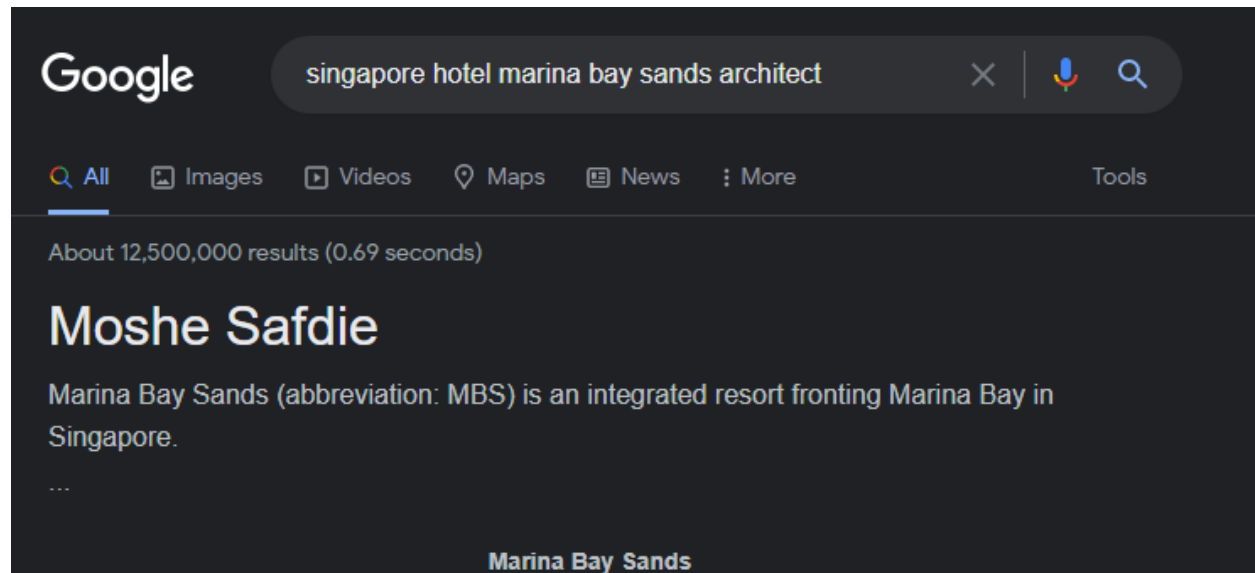 Google singapore hotel marina bay sands architect
All Images Videos Maps News More Tools
About 12,500,000 results (0.69 seconds)
Moshe Safdie
Marina Bay Sands (abbreviation: MBS) is an integrated resort fronting Marina Bay in
Singapore.
...
Marina Bay Sands